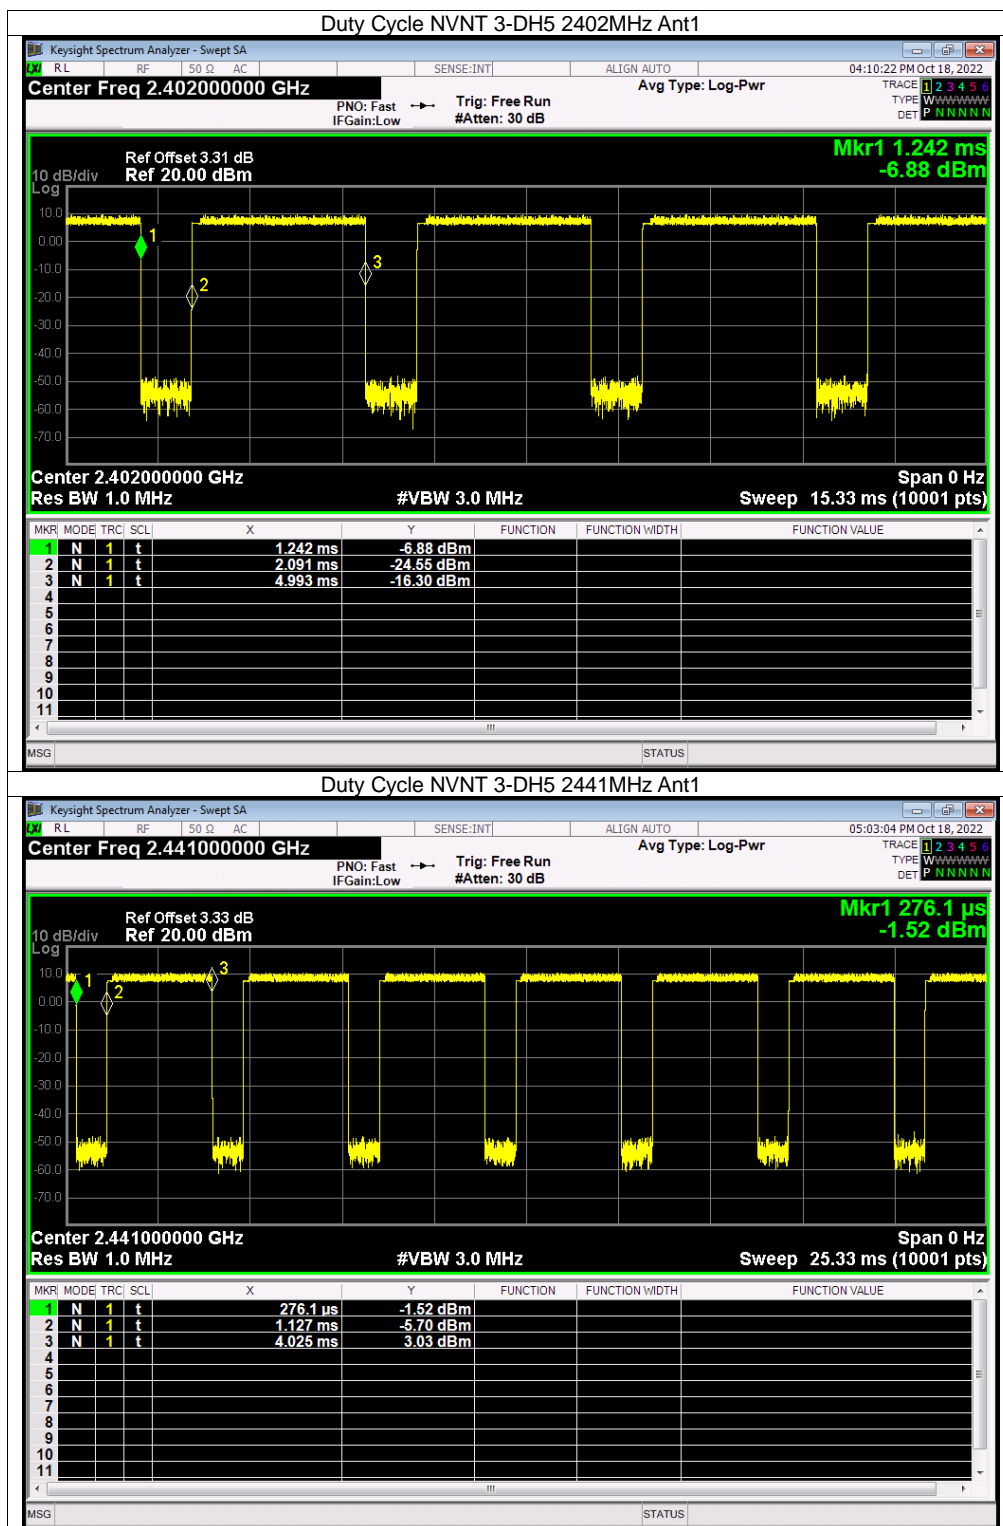 Duty Cycle NVNT 3-DH5 2402MHz Ant1
Keysight Spectrum Analyzer - Swept SA
LXI RL RF 50 Ω AC SENSE:INT ALIGN AUTO 04:10:22 PM Oct 18, 2022
Center Freq 2.402000000 GHz Avg Type: Log-Pwr TRACE 1 2 3 4 5 6
PNO: Fast Trig: Free Run TYPE WWWWWW
IFGain:Low #Atten: 30 dB DET P N N N N N
Mkr1 1.242 ms
Ref Offset 3.31 dB
10 dB/div Ref 20.00 dBm -6.88 dBm
Log
10.0
0.00
-10.0
-20.0
-30.0
-40.0
-50.0
-60.0
-70.0
1
2
3
Center 2.402000000 GHz Span 0 Hz
Res BW 1.0 MHz #VBW 3.0 MHz Sweep 15.33 ms (10001 pts)
MKR MODE TRC SCL X Y FUNCTION FUNCTION WIDTH FUNCTION VALUE
1 N 1 t 1.242 ms -6.88 dBm
2 N 1 t 2.091 ms -24.55 dBm
3 N 1 t 4.993 ms -16.30 dBm
4
5
6
7
8
9
10
11
MSG STATUS
Duty Cycle NVNT 3-DH5 2441MHz Ant1
Keysight Spectrum Analyzer - Swept SA
LXI RL RF 50 Ω AC SENSE:INT ALIGN AUTO 05:03:04 PM Oct 18, 2022
Center Freq 2.441000000 GHz Avg Type: Log-Pwr TRACE 1 2 3 4 5 6
PNO: Fast Trig: Free Run TYPE WWWWWW
IFGain:Low #Atten: 30 dB DET P N N N N N
Mkr1 276.1 µs
Ref Offset 3.33 dB
10 dB/div Ref 20.00 dBm -1.52 dBm
Log
10.0
0.00
-10.0
-20.0
-30.0
-40.0
-50.0
-60.0
-70.0
1
2
3
Center 2.441000000 GHz Span 0 Hz
Res BW 1.0 MHz #VBW 3.0 MHz Sweep 25.33 ms (10001 pts)
MKR MODE TRC SCL X Y FUNCTION FUNCTION WIDTH FUNCTION VALUE
1 N 1 t 276.1 µs -1.52 dBm
2 N 1 t 1.127 ms -5.70 dBm
3 N 1 t 4.025 ms 3.03 dBm
4
5
6
7
8
9
10
11
MSG STATUS